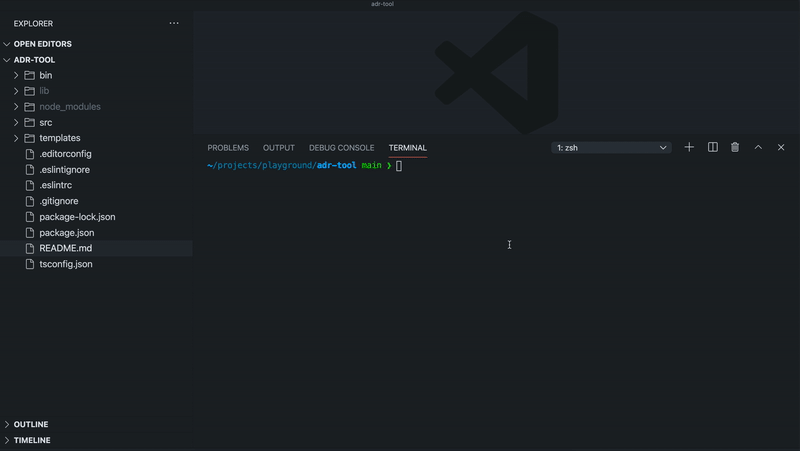 adr-tool
EXPLORER ...
OPEN EDITORS
ADR-TOOL
bin
lib
node_modules
src
templates
.editorconfig
.eslintignore
.eslintrc
.gitignore
package-lock.json
package.json
README.md
tsconfig.json
OUTLINE
TIMELINE
PROBLEMS OUTPUT DEBUG CONSOLE TERMINAL 1: zsh
~/projects/playground/adr-tool main ❯